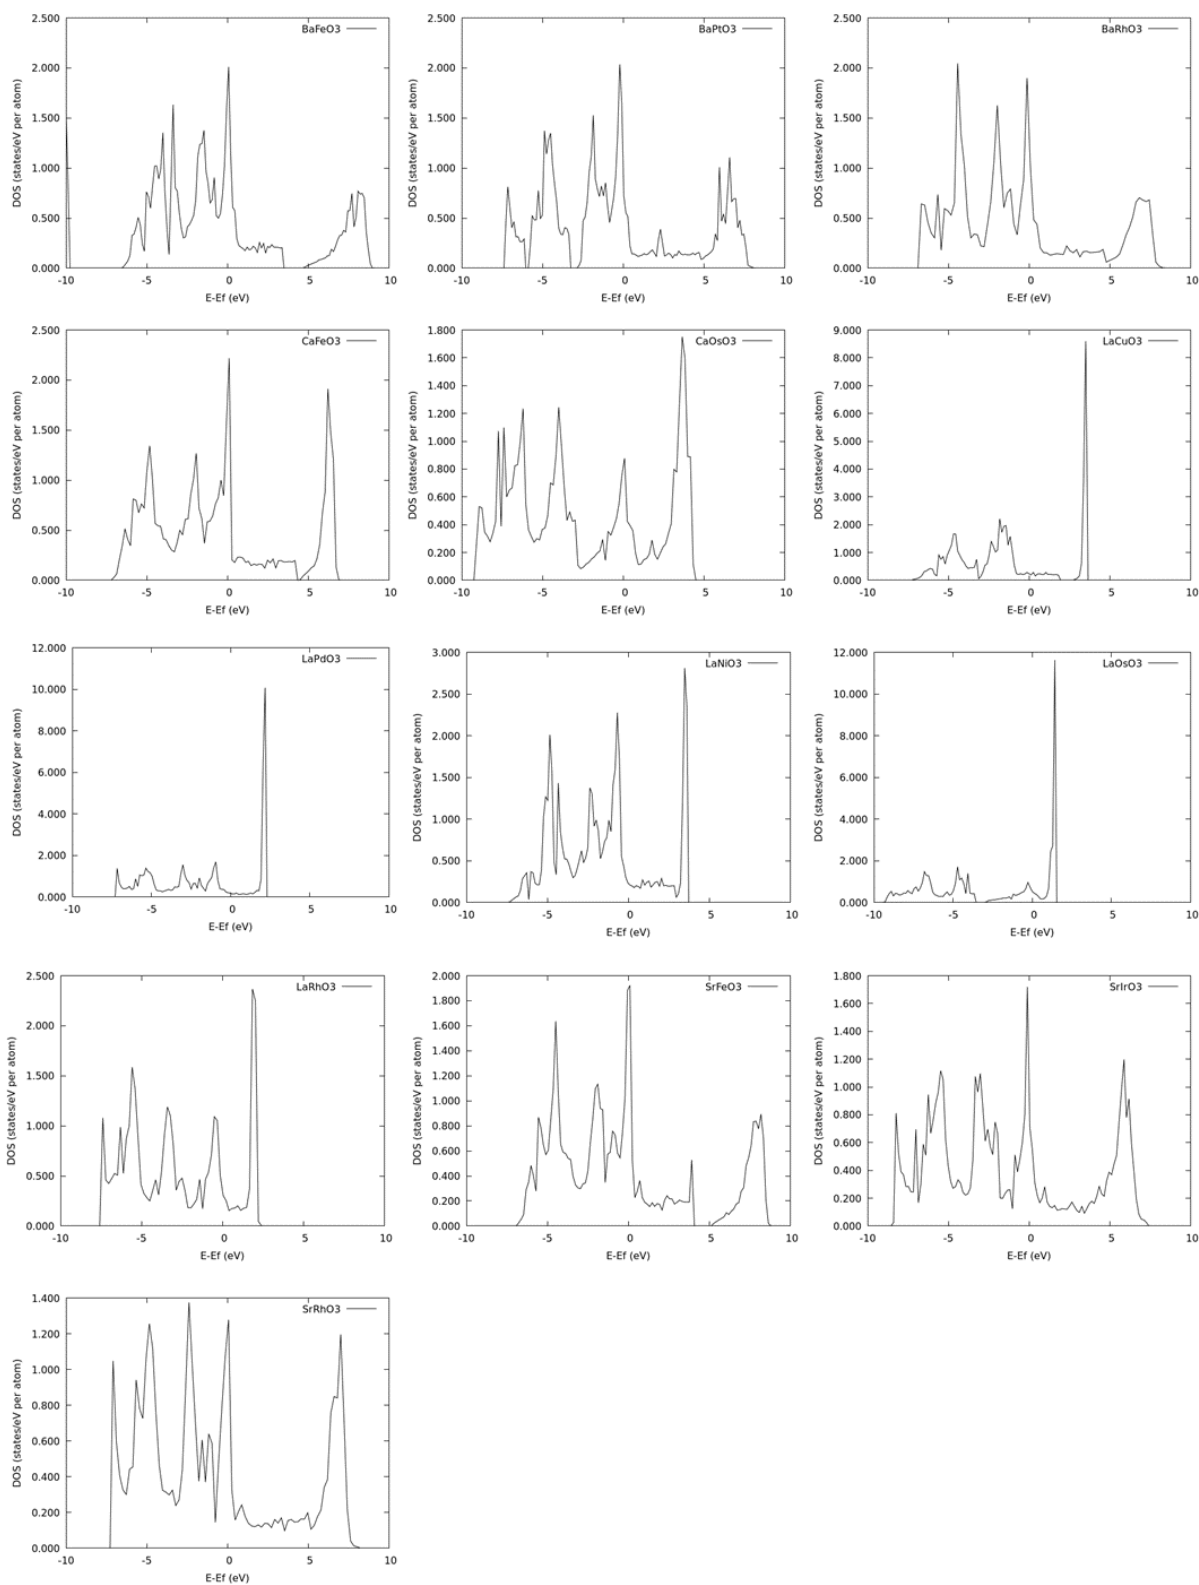 BaFeO3
DOS (states/eV per atom)
2.500
2.000
1.500
1.000
0.500
0.000
-10 -5 0 5 10
E-Ef (eV)
BaPtO3
DOS (states/eV per atom)
2.500
2.000
1.500
1.000
0.500
0.000
-10 -5 0 5 10
E-Ef (eV)
BaRhO3
DOS (states/eV per atom)
2.500
2.000
1.500
1.000
0.500
0.000
-10 -5 0 5 10
E-Ef (eV)
CaFeO3
DOS (states/eV per atom)
2.500
2.000
1.500
1.000
0.500
0.000
-10 -5 0 5 10
E-Ef (eV)
CaOsO3
DOS (states/eV per atom)
1.800
1.600
1.400
1.200
1.000
0.800
0.600
0.400
0.200
0.000
-10 -5 0 5 10
E-Ef (eV)
LaCuO3
DOS (states/eV per atom)
9.000
8.000
7.000
6.000
5.000
4.000
3.000
2.000
1.000
0.000
-10 -5 0 5 10
E-Ef (eV)
LaPdO3
DOS (states/eV per atom)
12.000
10.000
8.000
6.000
4.000
2.000
0.000
-10 -5 0 5 10
E-Ef (eV)
LaNiO3
DOS (states/eV per atom)
3.000
2.500
2.000
1.500
1.000
0.500
0.000
-10 -5 0 5 10
E-Ef (eV)
LaOsO3
DOS (states/eV per atom)
12.000
10.000
8.000
6.000
4.000
2.000
0.000
-10 -5 0 5 10
E-Ef (eV)
LaRhO3
DOS (states/eV per atom)
2.500
2.000
1.500
1.000
0.500
0.000
-10 -5 0 5 10
E-Ef (eV)
SrFeO3
DOS (states/eV per atom)
2.000
1.800
1.600
1.400
1.200
1.000
0.800
0.600
0.400
0.200
0.000
-10 -5 0 5 10
E-Ef (eV)
SrIrO3
DOS (states/eV per atom)
1.800
1.600
1.400
1.200
1.000
0.800
0.600
0.400
0.200
0.000
-10 -5 0 5 10
E-Ef (eV)
SrRhO3
DOS (states/eV per atom)
1.400
1.200
1.000
0.800
0.600
0.400
0.200
0.000
-10 -5 0 5 10
E-Ef (eV)